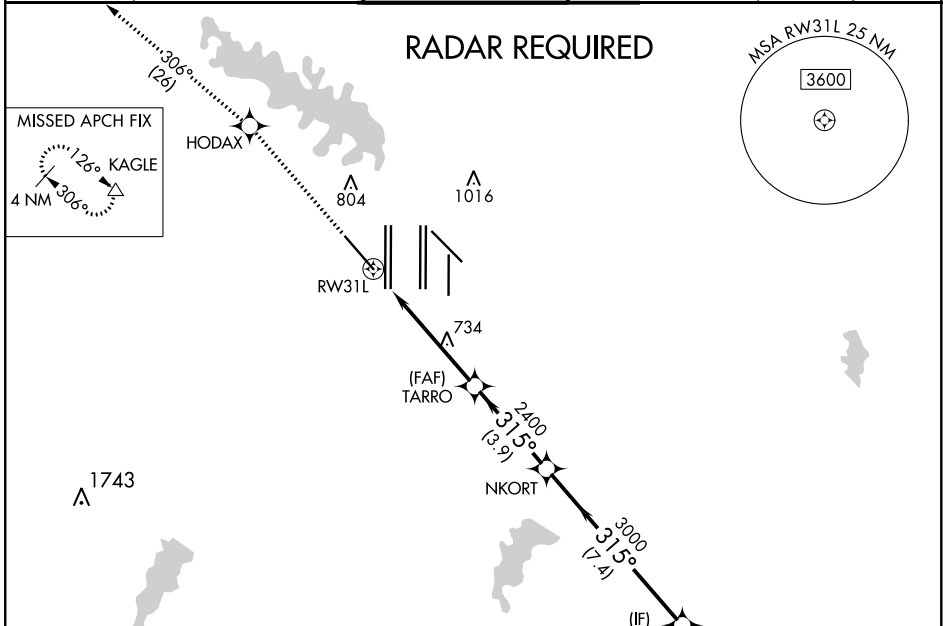 RADAR REQUIRED
MSA RW31L 25 NM
3600
306°
(26)
HODAX
MISSED APCH FIX
126°
KAGLE
4 NM
306°
804
1016
RW31L
734
(FAF)
TARRO
2400
315°
(3.9)
NKORT
1743
3000
315°
(7.4)
(IF)